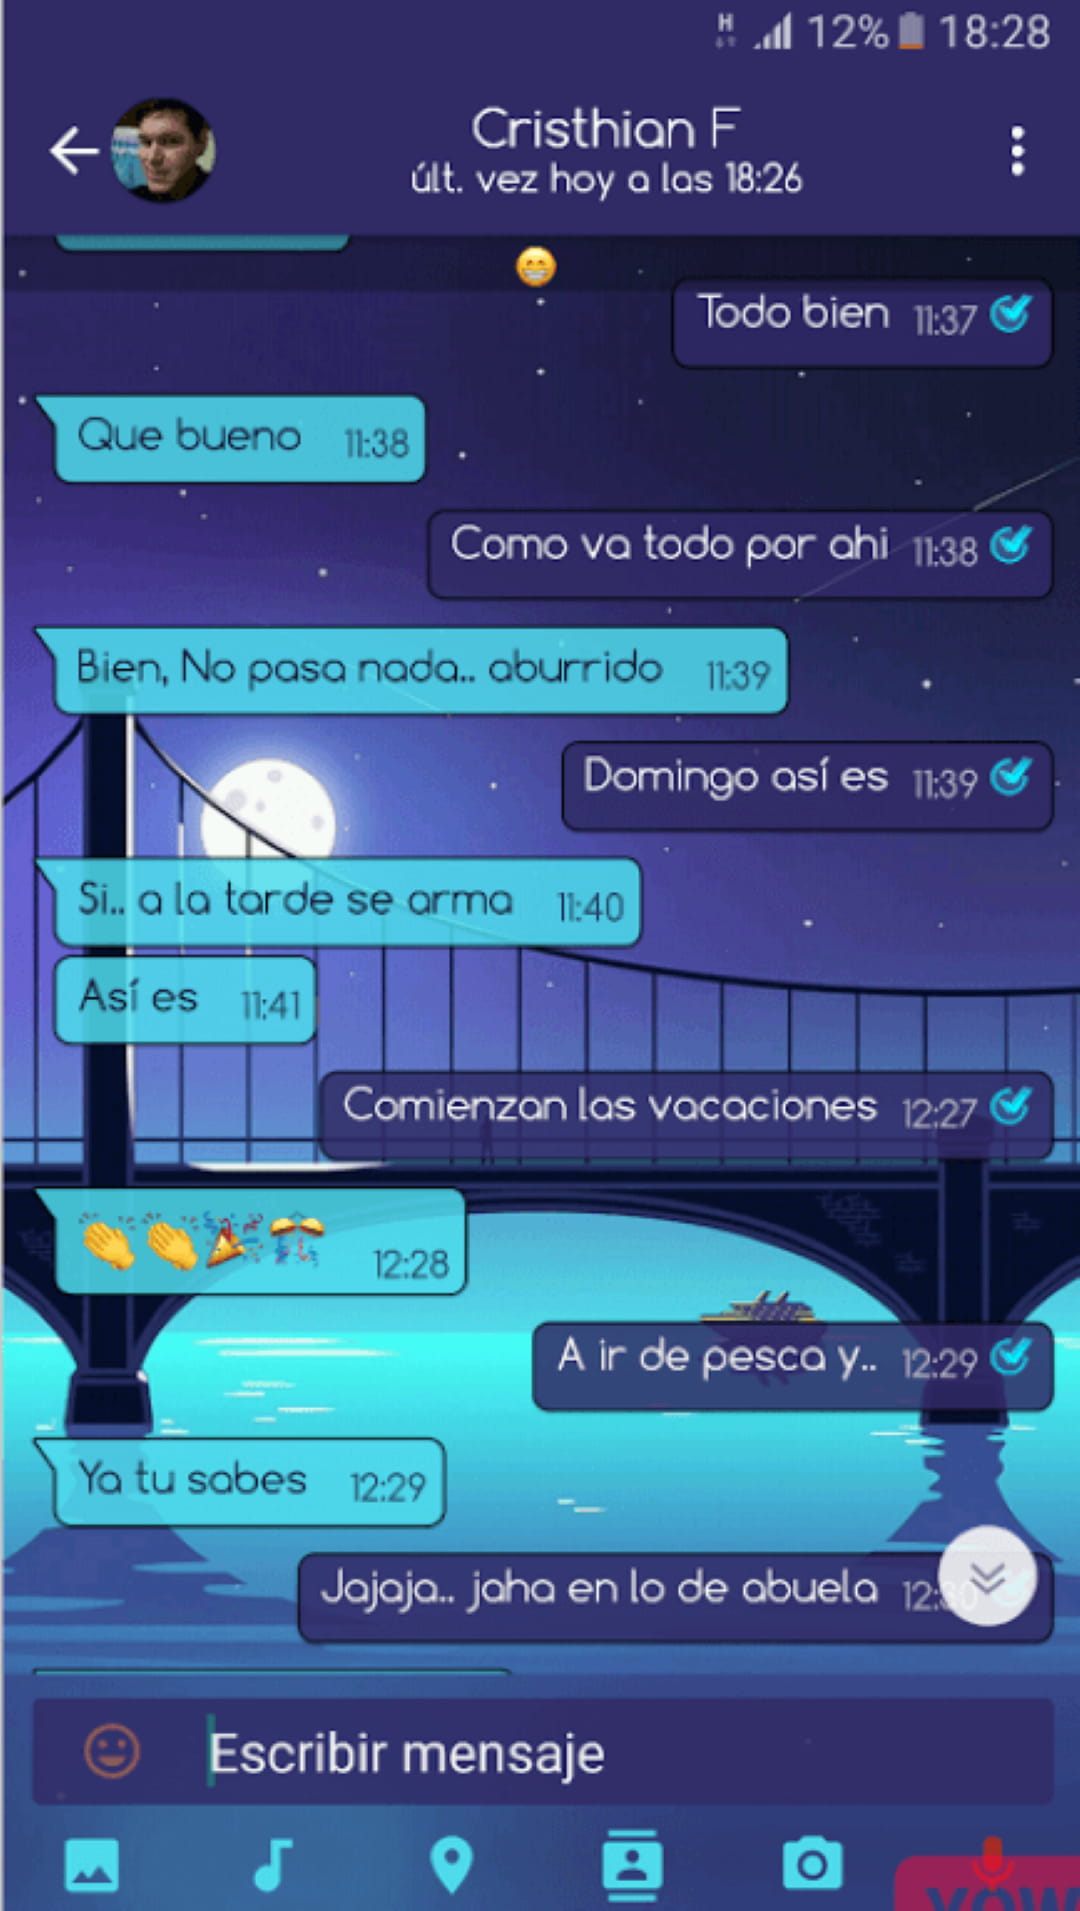 H 12% 18:28
Cristhian F
últ. vez hoy a las 18:26
Todo bien 11:37
Que bueno 11:38
Como va todo por ahi 11:38
Bien, No pasa nada.. aburrido 11:39
Domingo así es 11:39
Si.. a la tarde se arma 11:40
Así es 11:41
Comienzan las vacaciones 12:27
12:28
A ir de pesca y.. 12:29
Ya tu sabes 12:29
Jajaja.. jaha en lo de abuela 12:30
Escribir mensaje
YOW